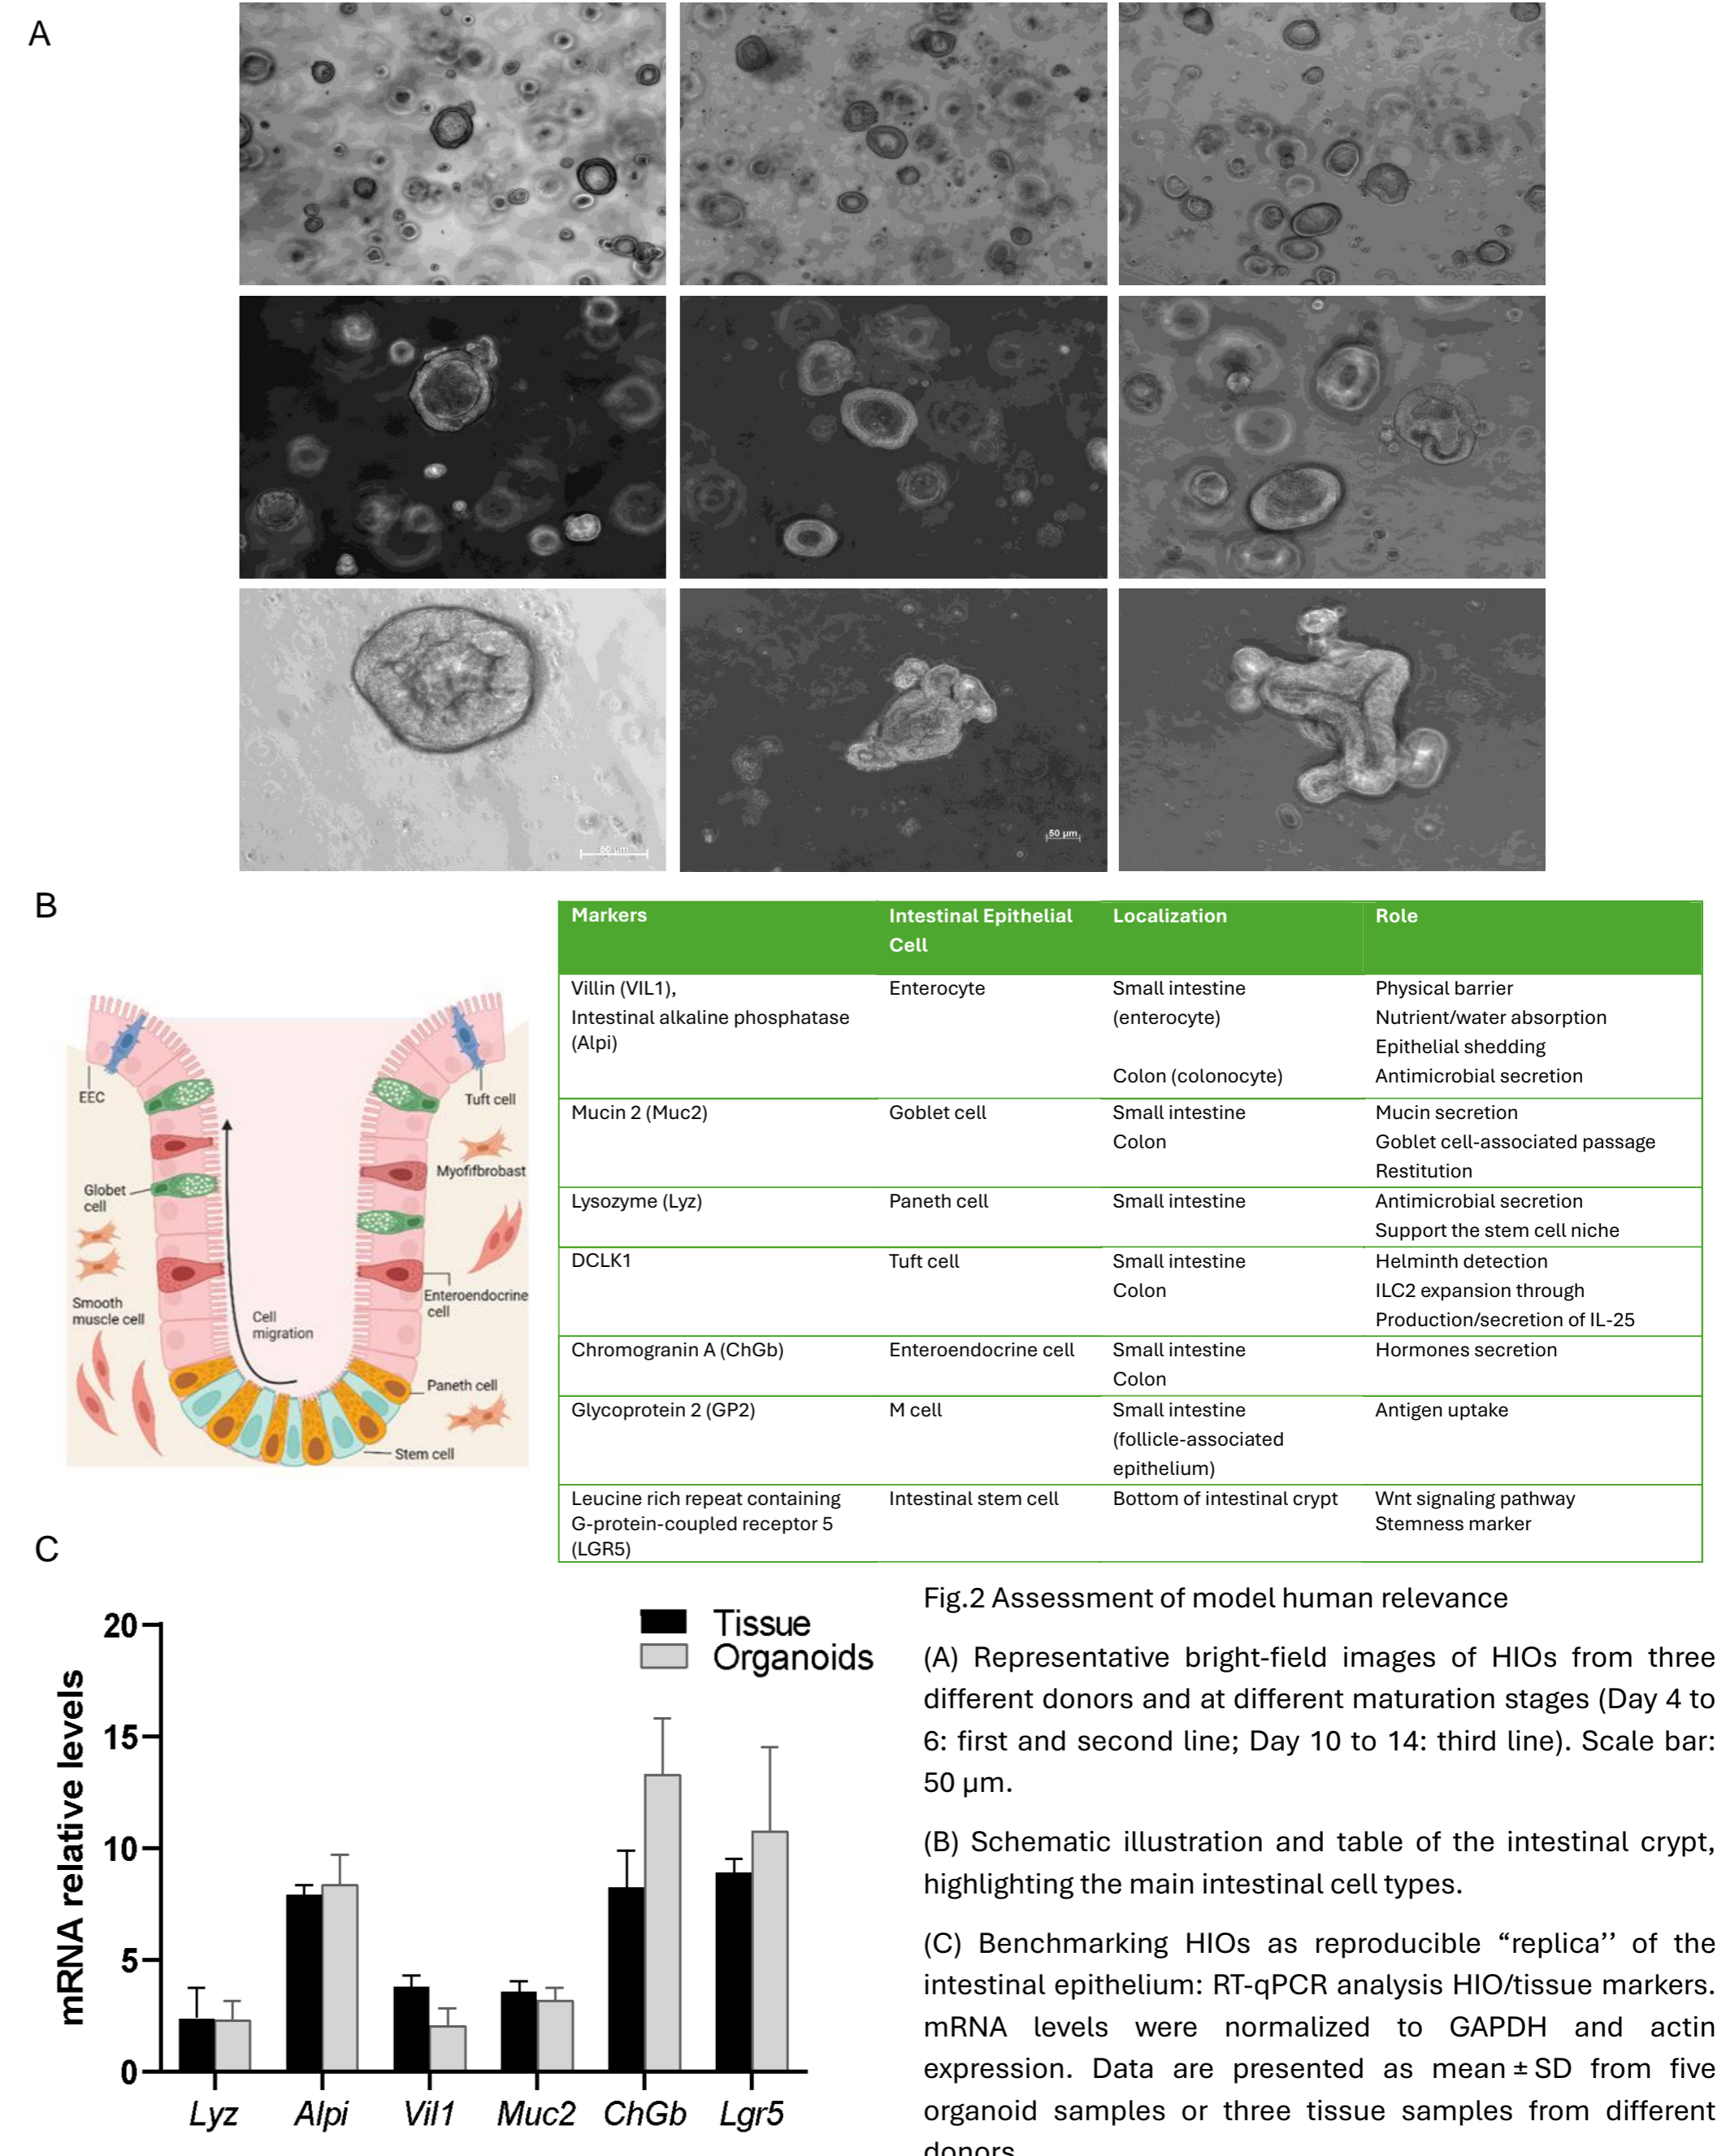 A
50 µm
50 µm
B
EEC
Globet
cell
Smooth
muscle cell
Cell
migration
Tuft cell
Myofifbrobast
Enteroendocrine
cell
Paneth cell
Stem cell
Markers
Intestinal Epithelial
Cell
Localization
Role
Villin (VIL1),
Intestinal alkaline phosphatase
(Alpi)
Enterocyte
Small intestine
(enterocyte)
Colon (colonocyte)
Physical barrier
Nutrient/water absorption
Epithelial shedding
Antimicrobial secretion
Mucin 2 (Muc2)
Goblet cell
Small intestine
Colon
Mucin secretion
Goblet cell-associated passage
Restitution
Lysozyme (Lyz)
Paneth cell
Small intestine
Antimicrobial secretion
Support the stem cell niche
DCLK1
Tuft cell
Small intestine
Colon
Helminth detection
ILC2 expansion through
Production/secretion of IL-25
Chromogranin A (ChGb)
Enteroendocrine cell
Small intestine
Colon
Hormones secretion
Glycoprotein 2 (GP2)
M cell
Small intestine
(follicle-associated
epithelium)
Antigen uptake
Leucine rich repeat containing
G-protein-coupled receptor 5
(LGR5)
Intestinal stem cell
Bottom of intestinal crypt
Wnt signaling pathway
Stemness marker
C
mRNA relative levels
20
15
10
5
0
Tissue
Organoids
Lyz
Alpi
Vil1
Muc2
ChGb
Lgr5
Fig.2 Assessment of model human relevance
(A) Representative bright-field images of HIOs from three
different donors and at different maturation stages (Day 4 to
6: first and second line; Day 10 to 14: third line). Scale bar:
50 µm.
(B) Schematic illustration and table of the intestinal crypt,
highlighting the main intestinal cell types.
(C) Benchmarking HIOs as reproducible “replica’’ of the
intestinal epithelium: RT-qPCR analysis HIO/tissue markers.
mRNA levels were normalized to GAPDH and actin
expression. Data are presented as mean ± SD from five
organoid samples or three tissue samples from different
donors